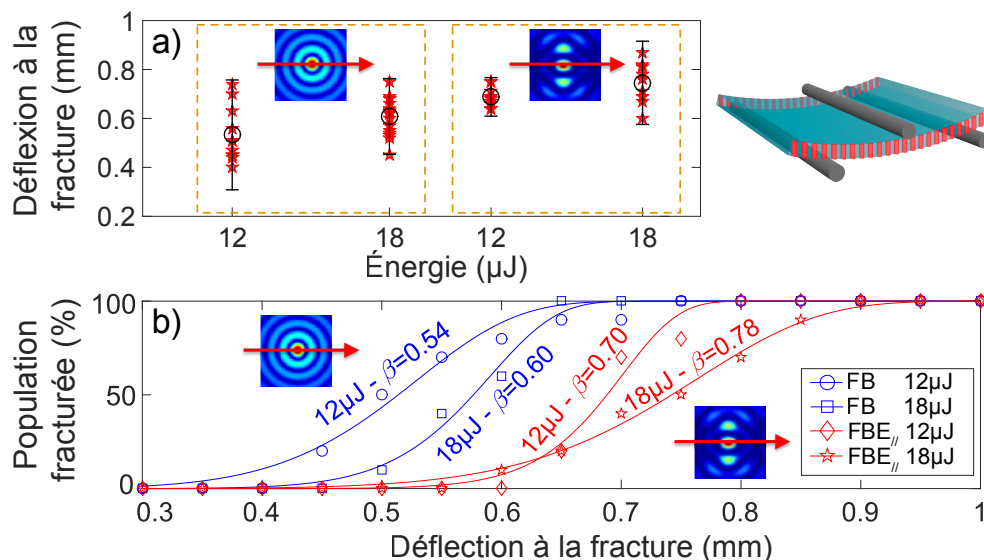 a)
Déflexion à la
fracture (mm)
1
0.8
0.6
0.4
0.2
12
18
12
18
Énergie (µJ)
b)
Population
fracturée (%)
100
50
0
12µJ - β=0.54
18µJ - β=0.60
12µJ - β=0.70
18µJ - β=0.78
FB 12µJ
FB 18µJ
FBE// 12µJ
FBE// 18µJ
0.3
0.4
0.5
0.6
0.7
0.8
0.9
1
Déflection à la fracture (mm)